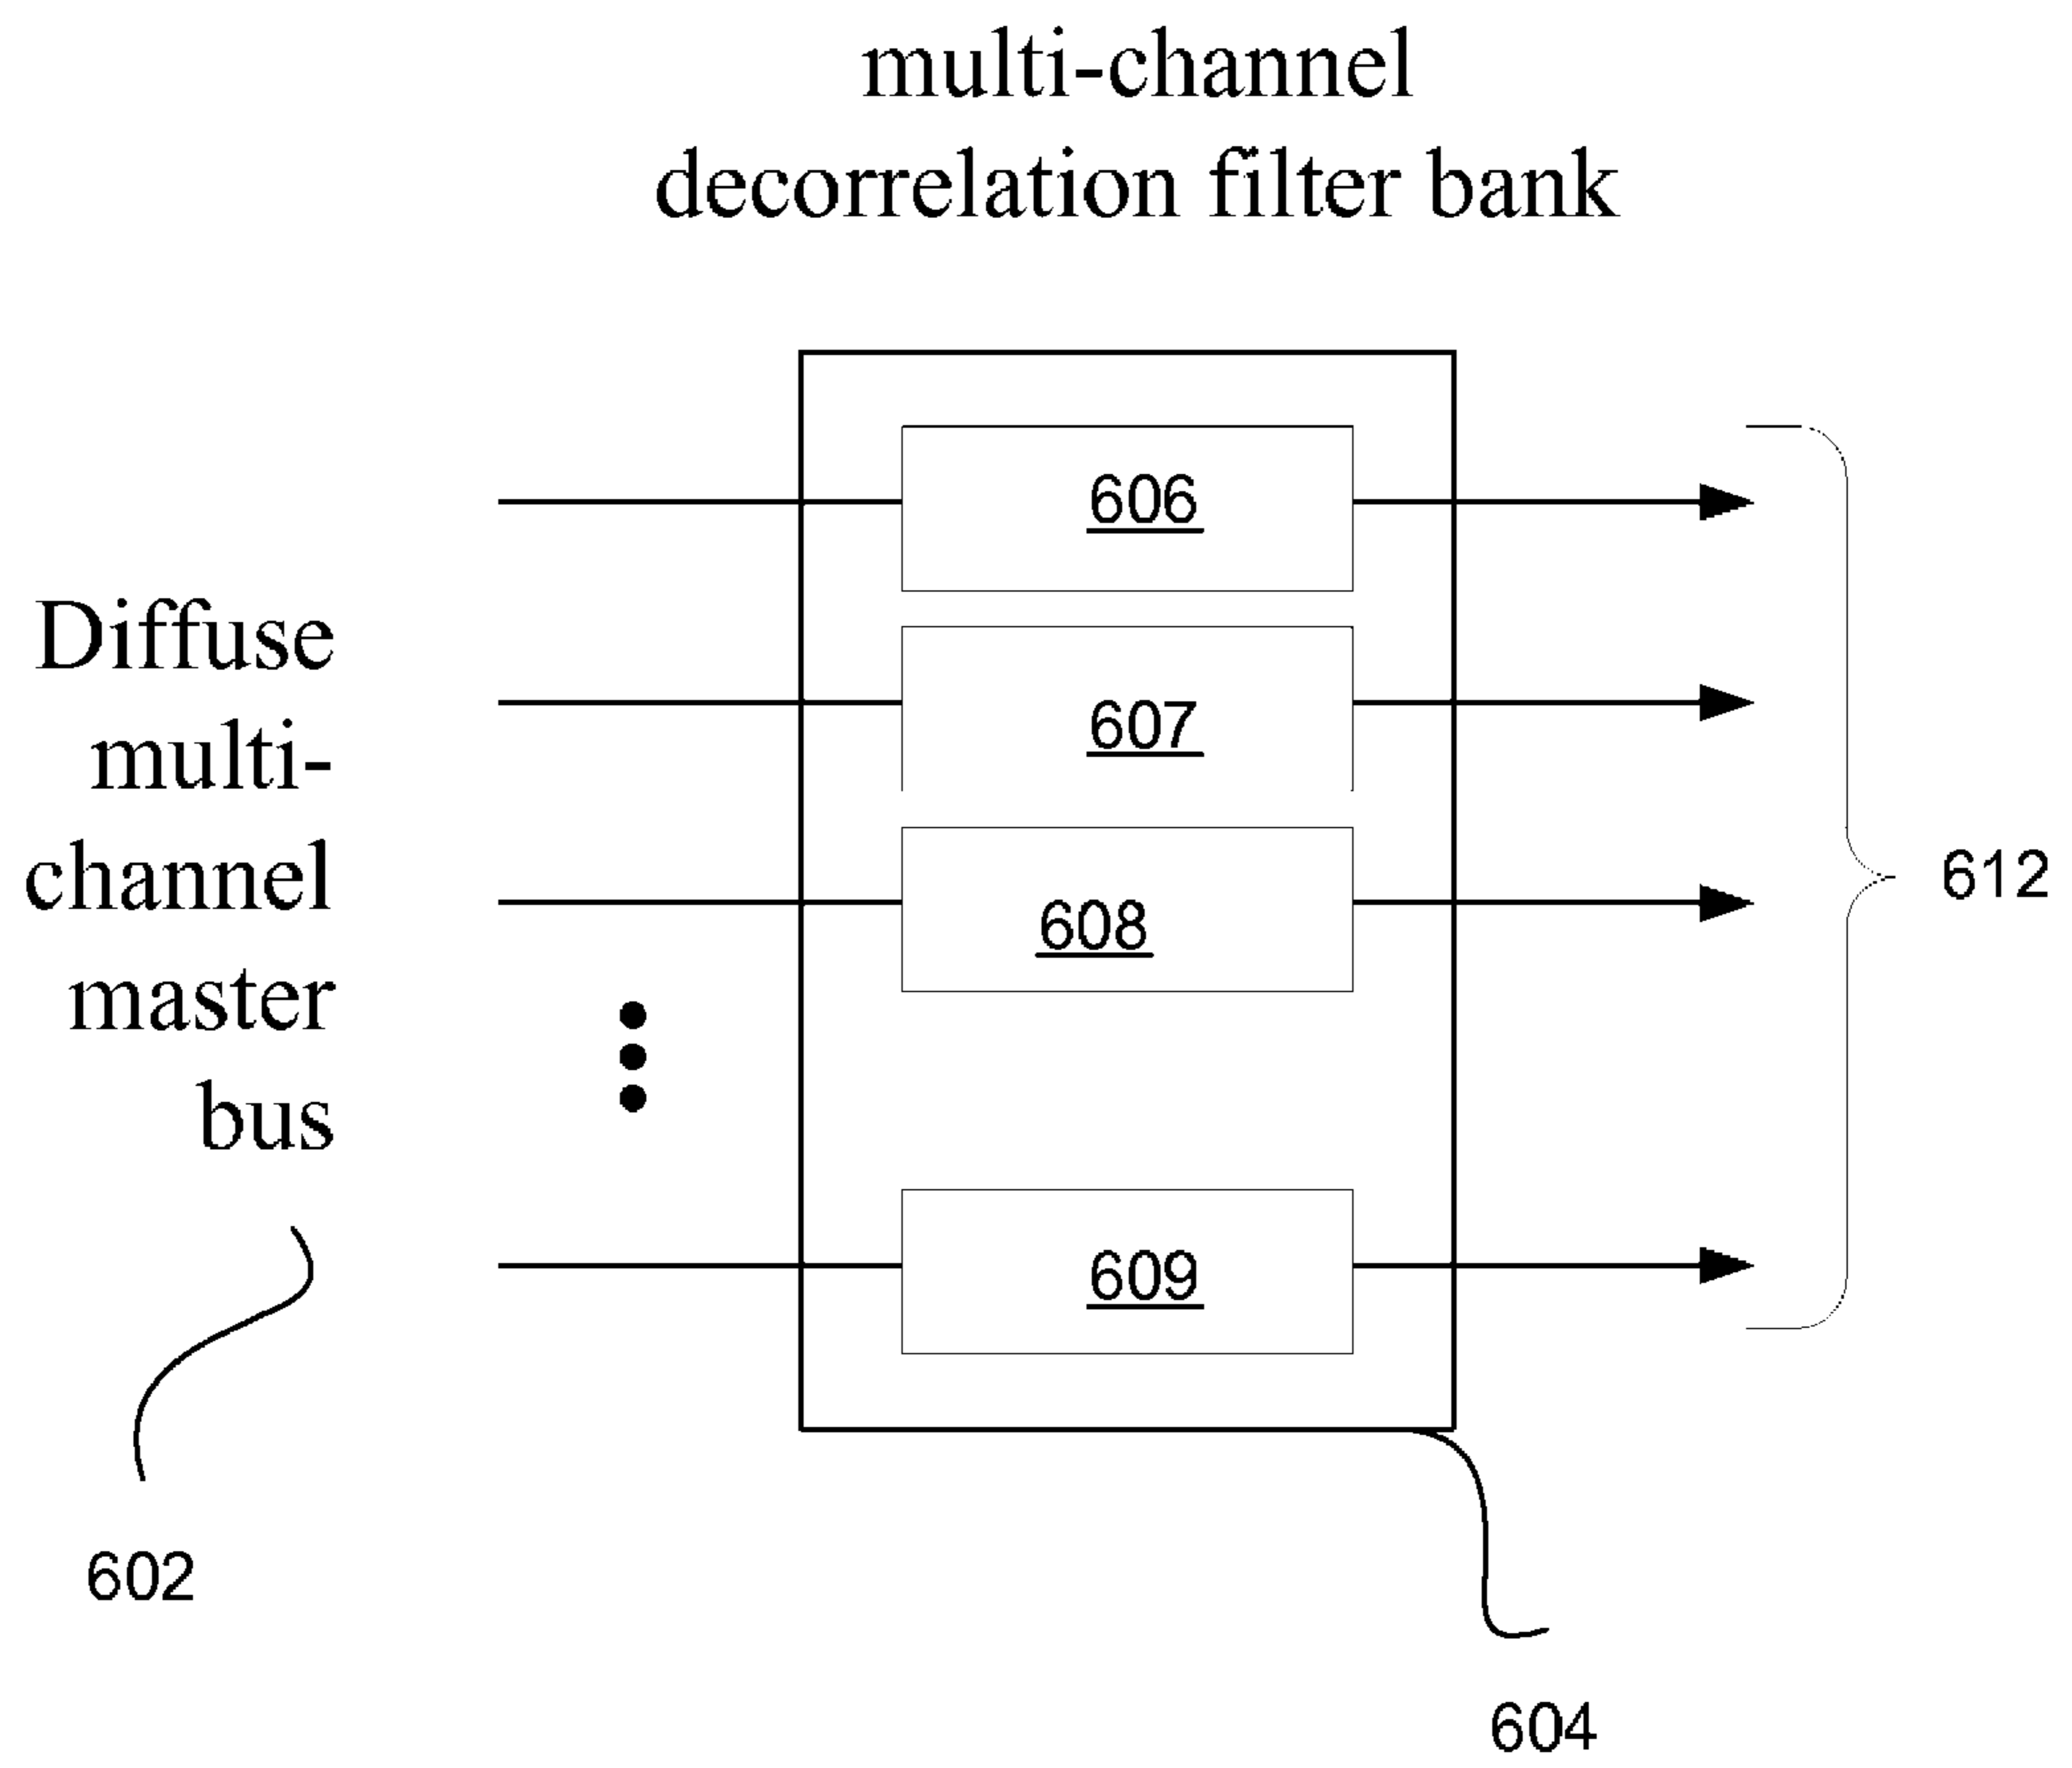 multi-channel
decorrelation filter bank
606
Diffuse
multi-
channel
master
bus
607
608
612
609
602
604